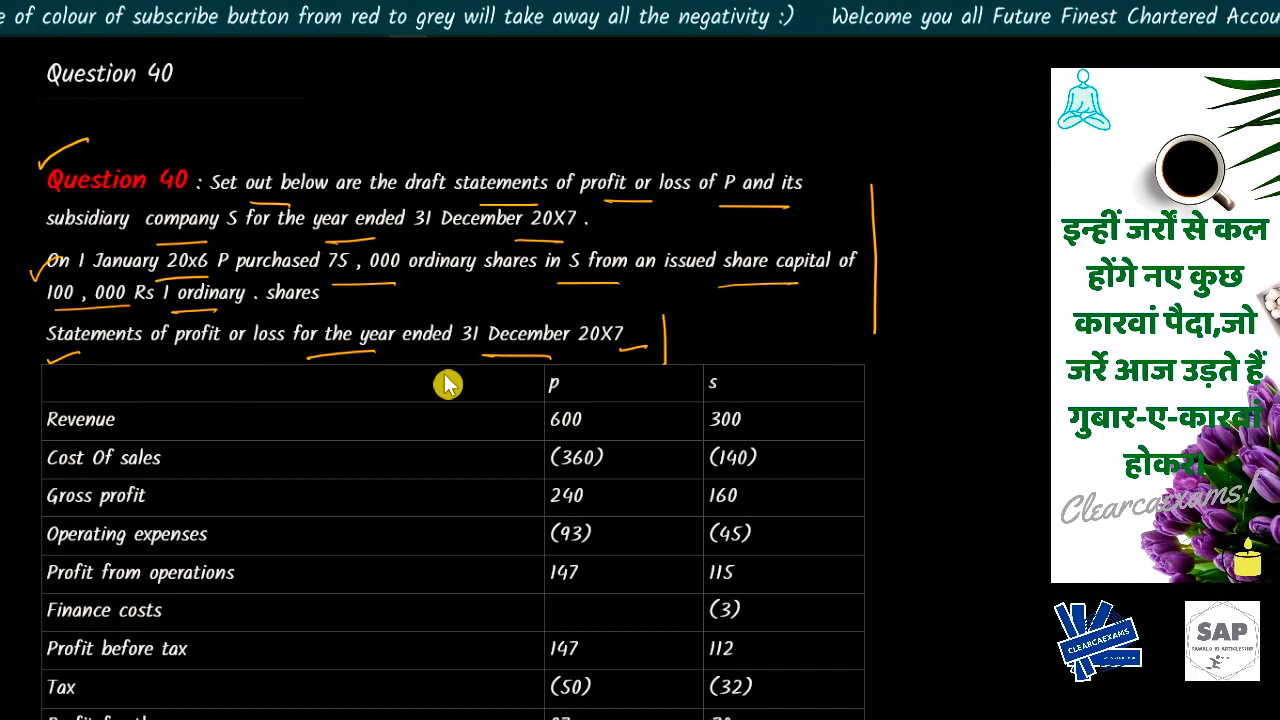 e of colour of subscribe button from red to grey will take away all the negativity :) Welcome you all Future Finest Chartered Accou
Question 40
Question 40 : Set out below are the draft statements of profit or loss of P and its
subsidiary company S for the year ended 31 December 20X7 .
On 1 January 20x6 P purchased 75 , 000 ordinary shares in S from an issued share capital of
100 , 000 Rs 1 ordinary . shares
Statements of profit or loss for the year ended 31 December 20X7
p s
Revenue 600 300
Cost Of sales (360) (140)
Gross profit 240 160
Operating expenses (93) (45)
Profit from operations 147 115
Finance costs (3)
Profit before tax 147 112
Tax (50) (32)
इन्हीं जर्रों से कल
होंगे नए कुछ
कारवां पैदा,जो
जर्रे आज उड़ते हैं
गुबार-ए-कारवां
होकर।
Clearcaexams!
CLEARCAEXAMS
SAP
SAWALO KI ARTICLESHIP